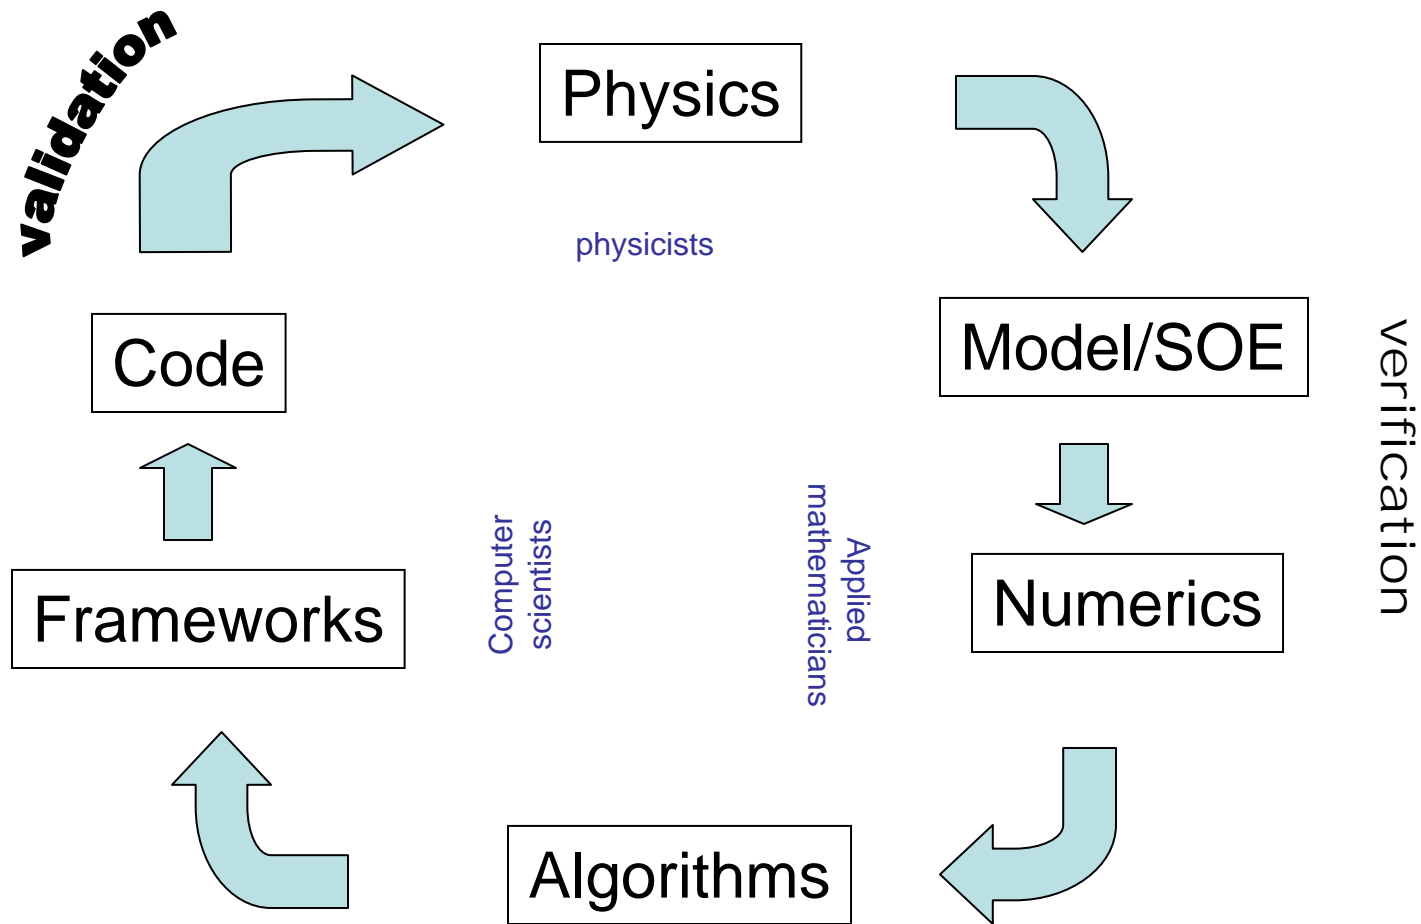 validation
Physics
physicists
Code
Model/SOE
verification
Computer
scientists
Applied
mathematicians
Frameworks
Numerics
Algorithms